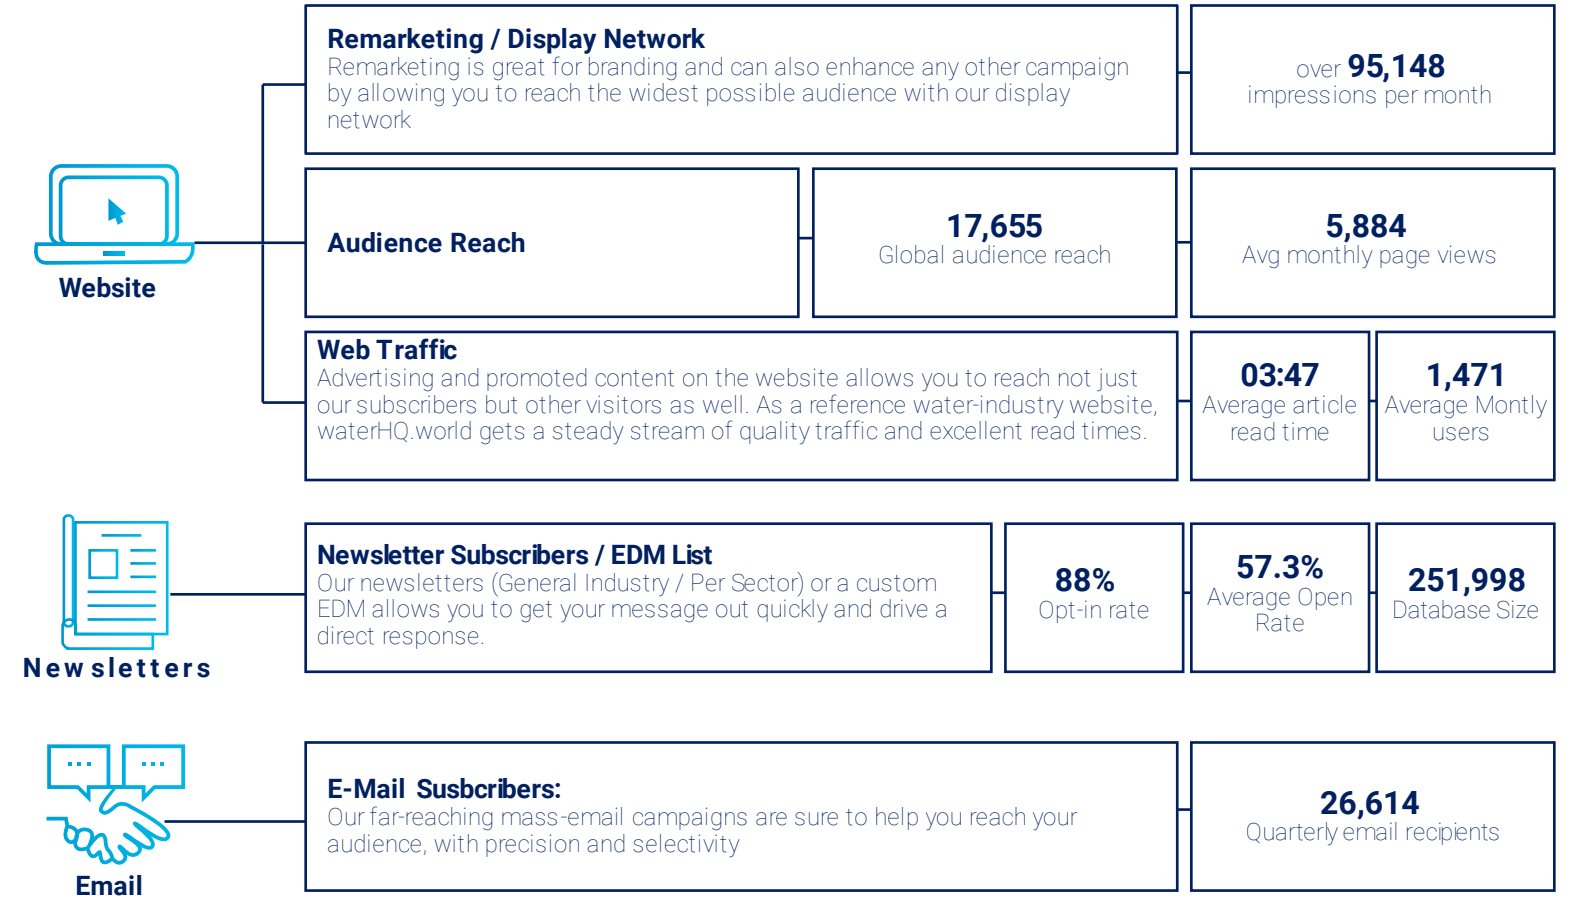 Remarketing / Display Network
Remarketing is great for branding and can also enhance any other campaign
by allowing you to reach the widest possible audience with our display
network
over 95,148
impressions per month
Website
Audience Reach
17,655
Global audience reach
5,884
Avg monthly page views
Web Traffic
Advertising and promoted content on the website allows you to reach not just
our subscribers but other visitors as well. As a reference water-industry website,
waterHQ.world gets a steady stream of quality traffic and excellent read times.
03:47
Average article
read time
1,471
Average Montly
users
Newsletters
Newsletter Subscribers / EDM List
Our newsletters (General Industry / Per Sector) or a custom
EDM allows you to get your message out quickly and drive a
direct response.
88%
Opt-in rate
57.3%
Average Open
Rate
251,998
Database Size
Email
E-Mail Susbcribers:
Our far-reaching mass-email campaigns are sure to help you reach your
audience, with precision and selectivity
26,614
Quarterly email recipients